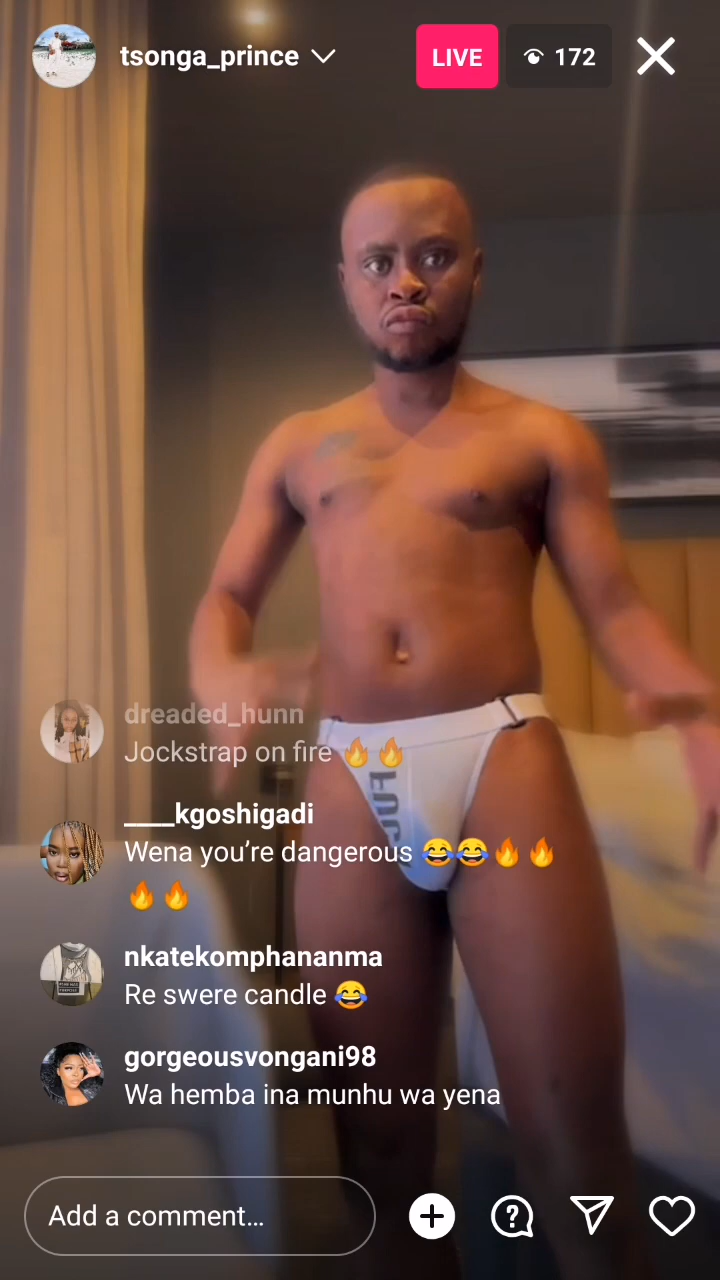 tsonga_prince
LIVE
172
dreaded_hunn
Jockstrap on fire 🔥🔥
____kgoshigadi
Wena you’re dangerous 😂😂🔥🔥
🔥🔥
nkatekomphananma
Re swere candle 😂
gorgeousvongani98
Wa hemba ina munhu wa yena
Add a comment…